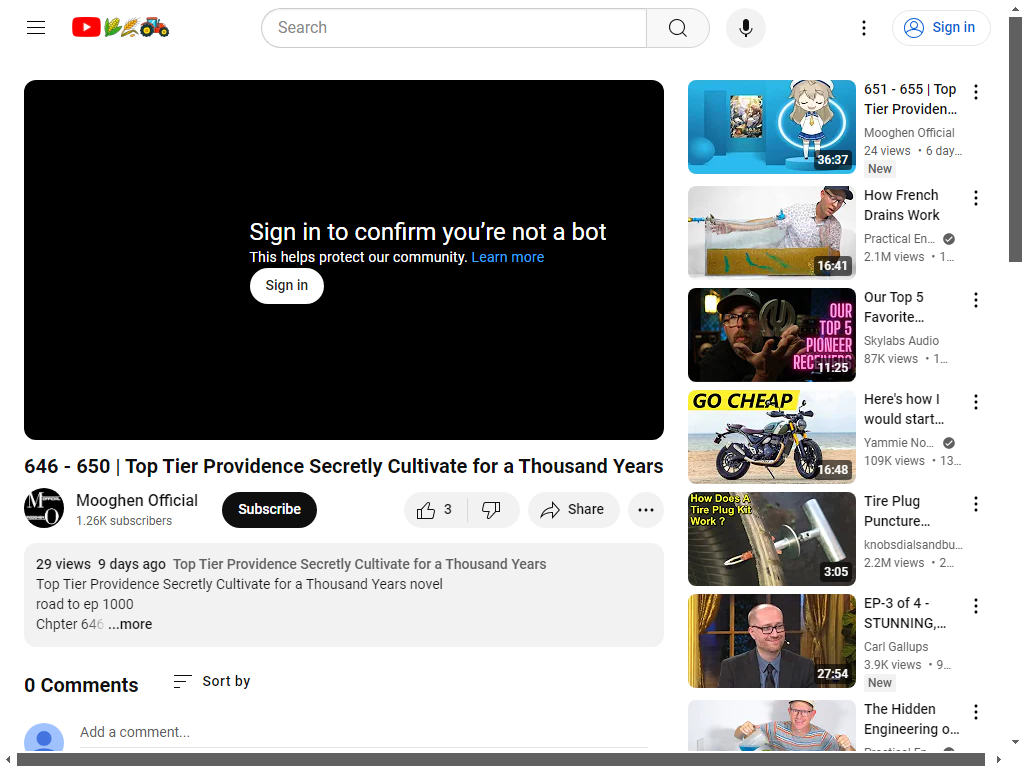 Search
Sign in
Sign in to confirm you’re not a bot
This helps protect our community. Learn more
Sign in
646 - 650 | Top Tier Providence Secretly Cultivate for a Thousand Years
Mooghen Official
1.26K subscribers
Subscribe
3
Share
29 views 9 days ago Top Tier Providence Secretly Cultivate for a Thousand Years
Top Tier Providence Secretly Cultivate for a Thousand Years novel
road to ep 1000
Chpter 646 ...more
0 Comments
Sort by
Add a comment...
36:37
651 - 655 | Top
Tier Providen...
Mooghen Official
24 views • 6 day...
New
16:41
How French
Drains Work
Practical En...
2.1M views • 1...
OUR
TOP 5
PIONEER
RECEIVERS
11:25
Our Top 5
Favorite...
Skylabs Audio
87K views • 1...
GO CHEAP
16:48
Here's how I
would start...
Yammie No...
109K views • 13...
How Does A
Tire Plug Kit
Work ?
3:05
Tire Plug
Puncture...
knobsdialsandbu...
2.2M views • 2...
27:54
EP-3 of 4 -
STUNNING,...
Carl Gallups
3.9K views • 9...
New
The Hidden
Engineering o...
Practical En...